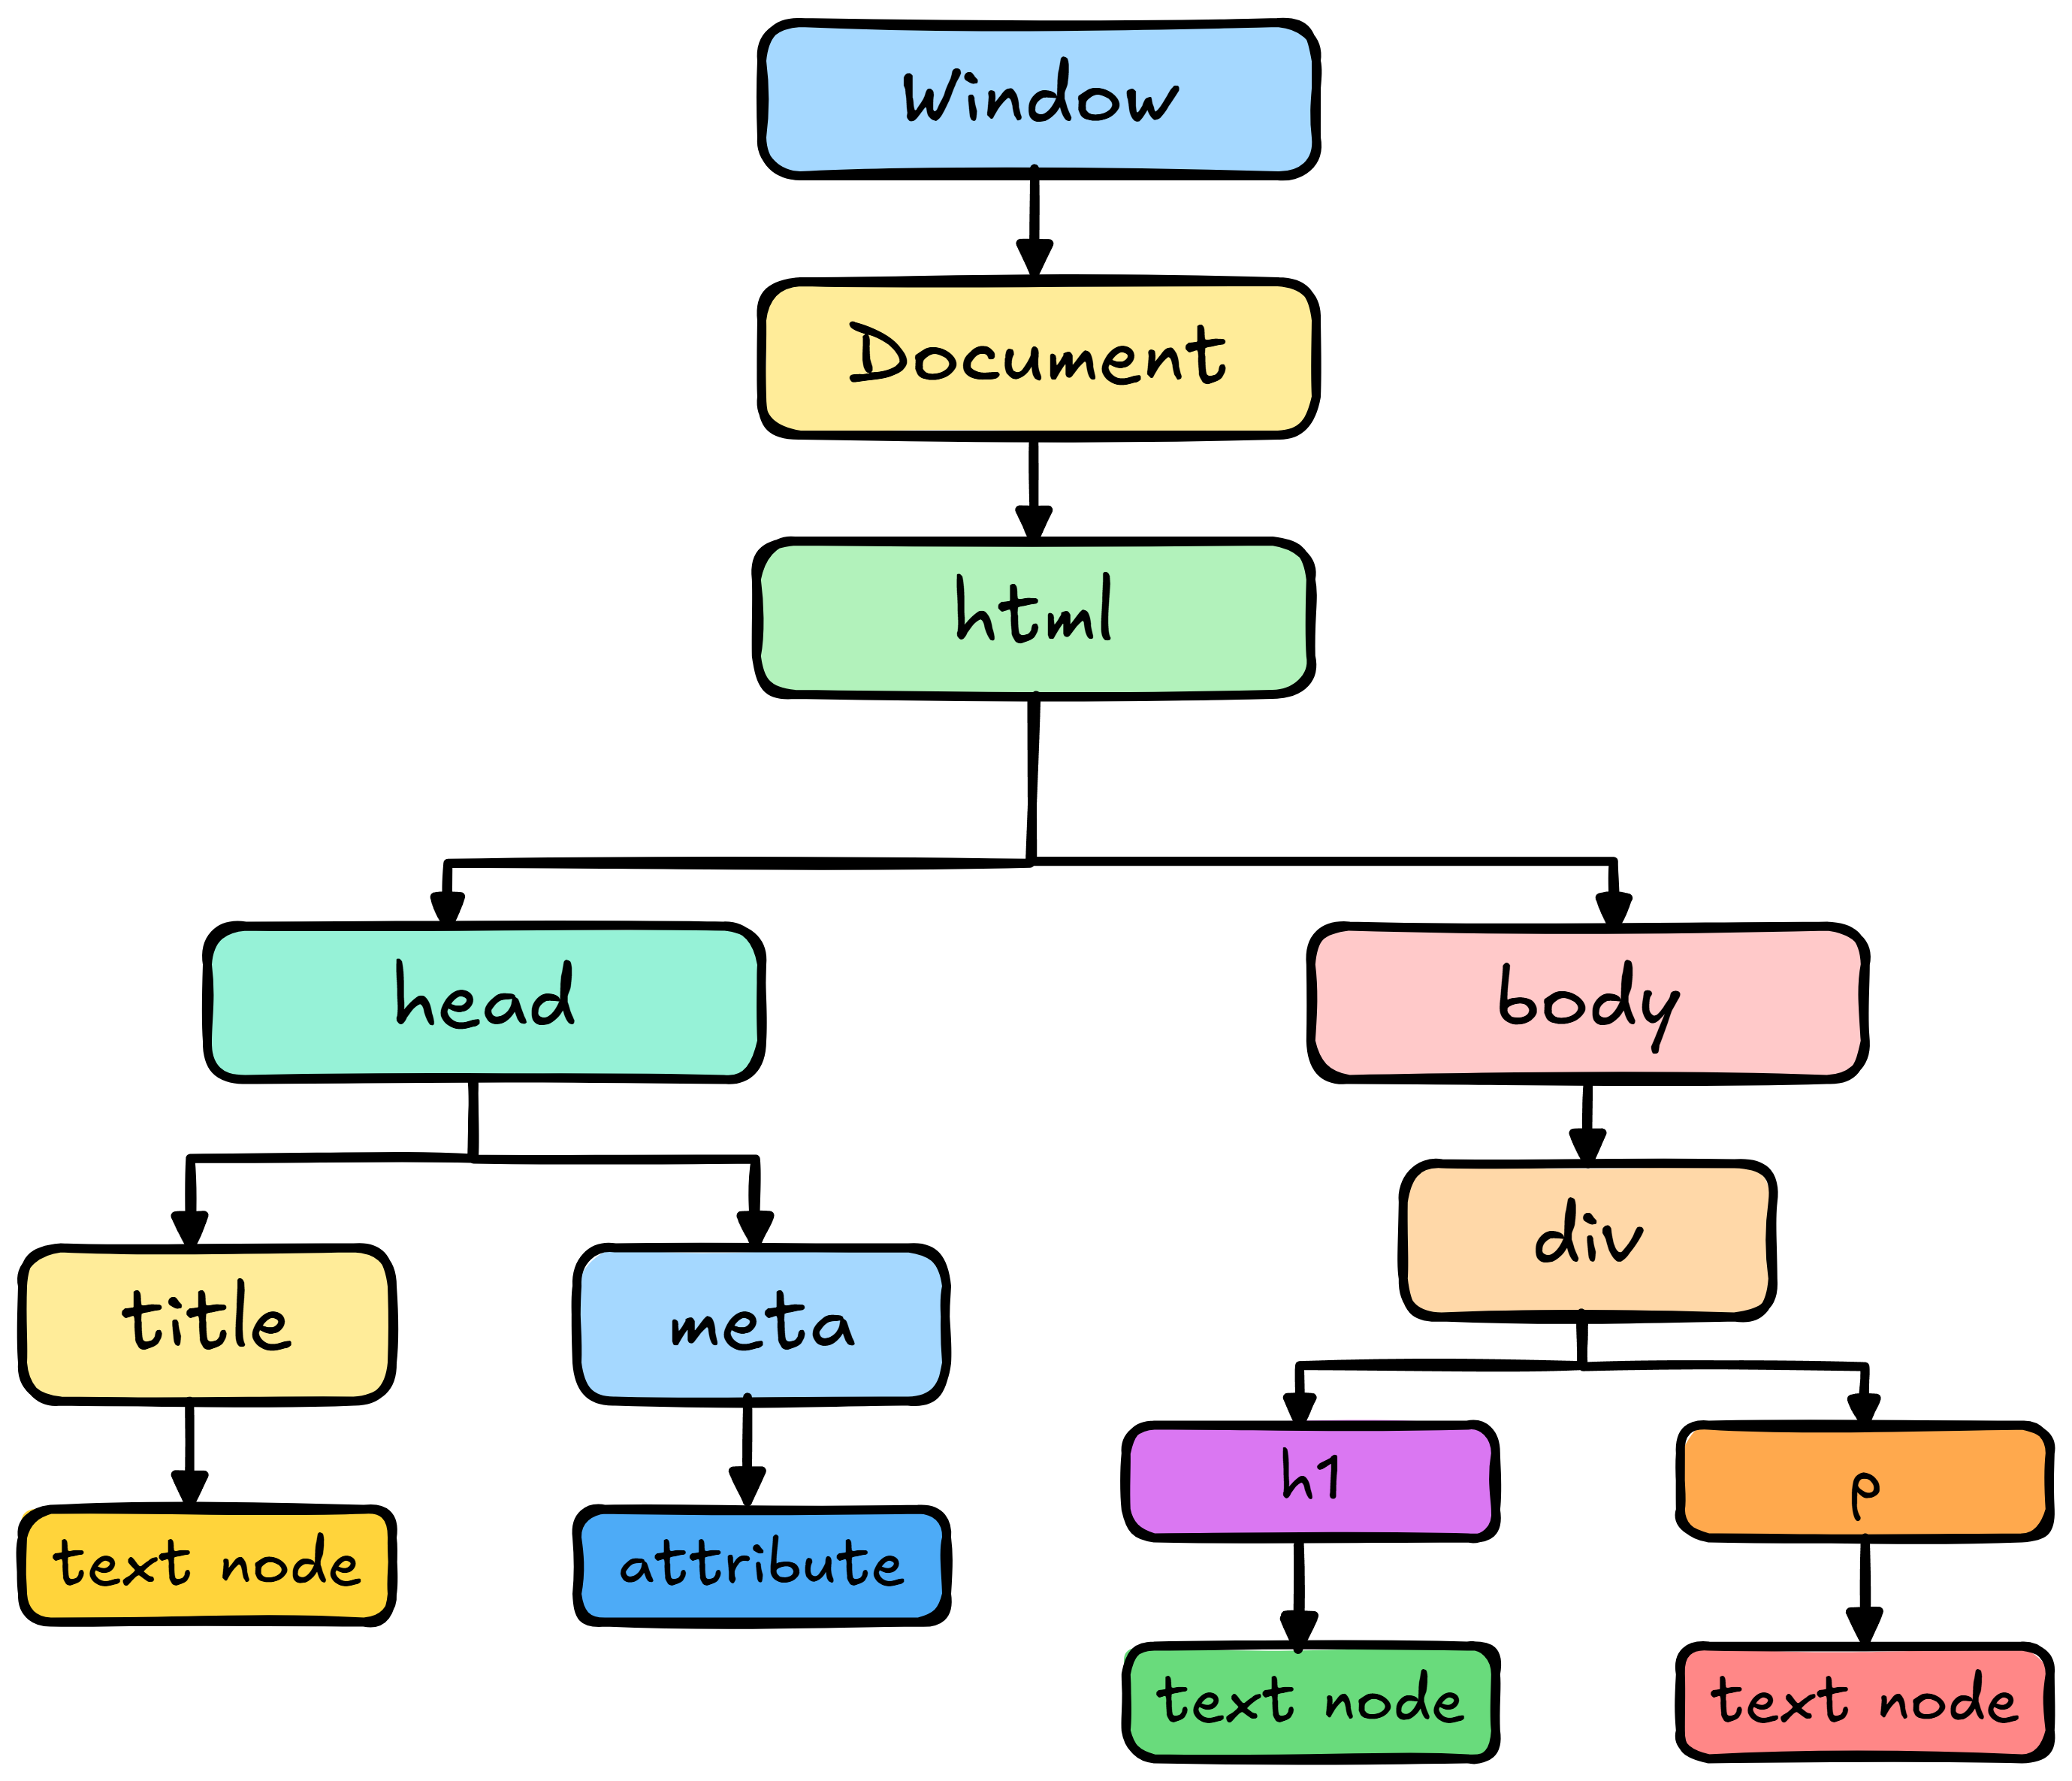 Window
Document
html
head
body
div
title
meta
h1
p
text node
attribute
text node
text node